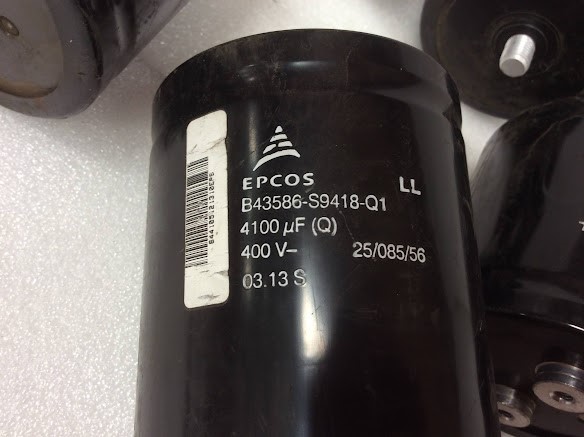 EPCOS
LL
B43586-S9418-Q1
4100 µF (Q)
400 V– 25/085/56
03.13 S